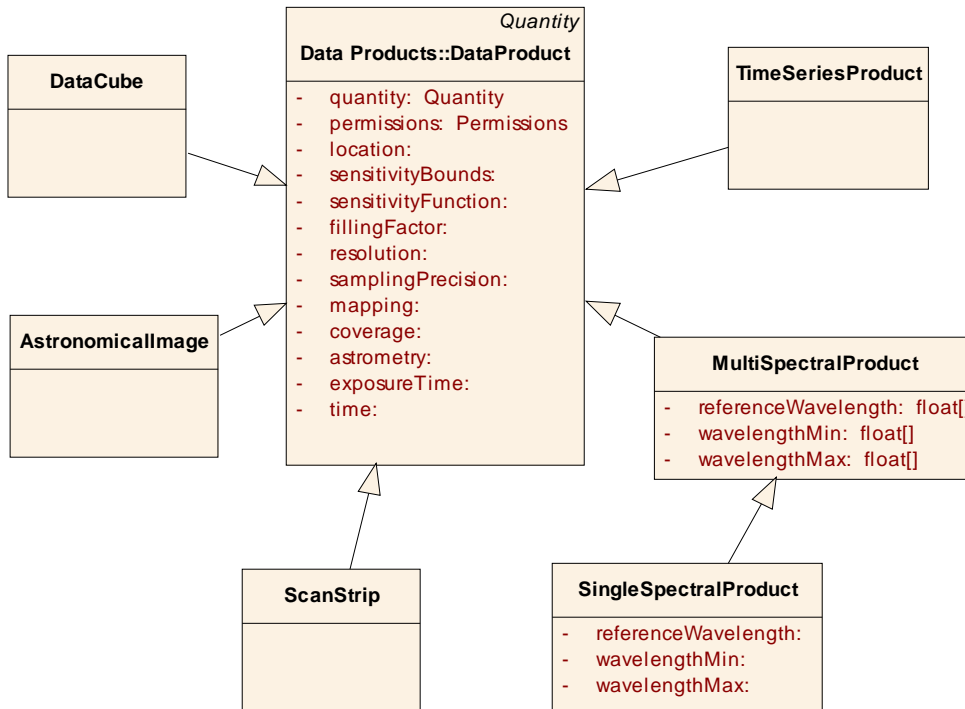 Quantity
Data Products::DataProduct
- quantity: Quantity
- permissions: Permissions
- location:
- sensitivityBounds:
- sensitivityFunction:
- fillingFactor:
- resolution:
- samplingPrecision:
- mapping:
- coverage:
- astrometry:
- exposureTime:
- time:
DataCube
TimeSeriesProduct
AstronomicalImage
MultiSpectralProduct
- referenceWavelength: float[]
- wavelengthMin: float[]
- wavelengthMax: float[]
ScanStrip
SingleSpectralProduct
- referenceWavelength:
- wavelengthMin:
- wavelengthMax: